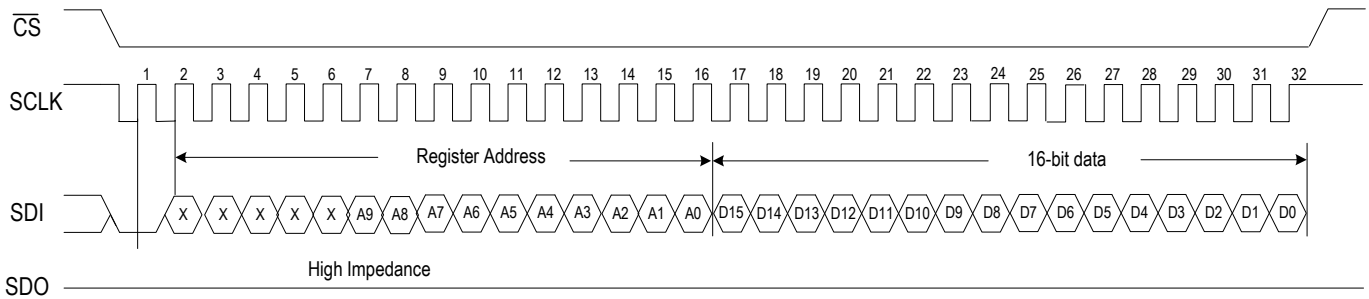 CS
1 2 3 4 5 6 7 8 9 10 11 12 13 14 15 16 17 18 19 20 21 22 23 24 25 26 27 28 29 30 31 32
SCLK
Register Address 16-bit data
SDI X X X X X A9 A8 A7 A6 A5 A4 A3 A2 A1 A0 D15 D14 D13 D12 D11 D10 D9 D8 D7 D6 D5 D4 D3 D2 D1 D0
High Impedance
SDO